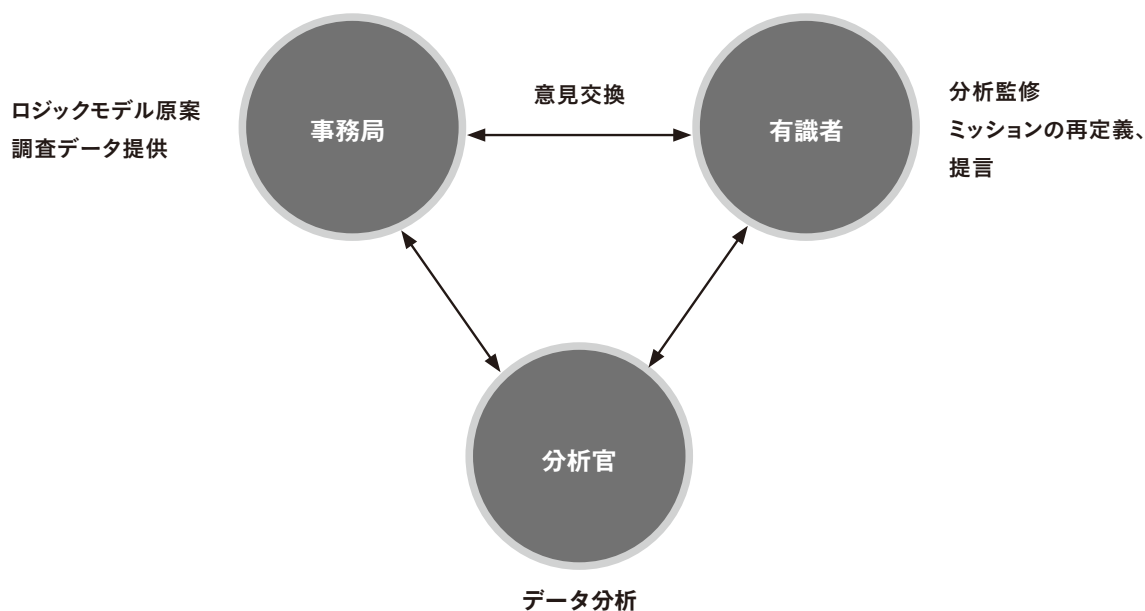 ロジックモデル原案
調査データ提供
事務局
意見交換
有識者
分析監修
ミッションの再定義、
提言
分析官
データ分析